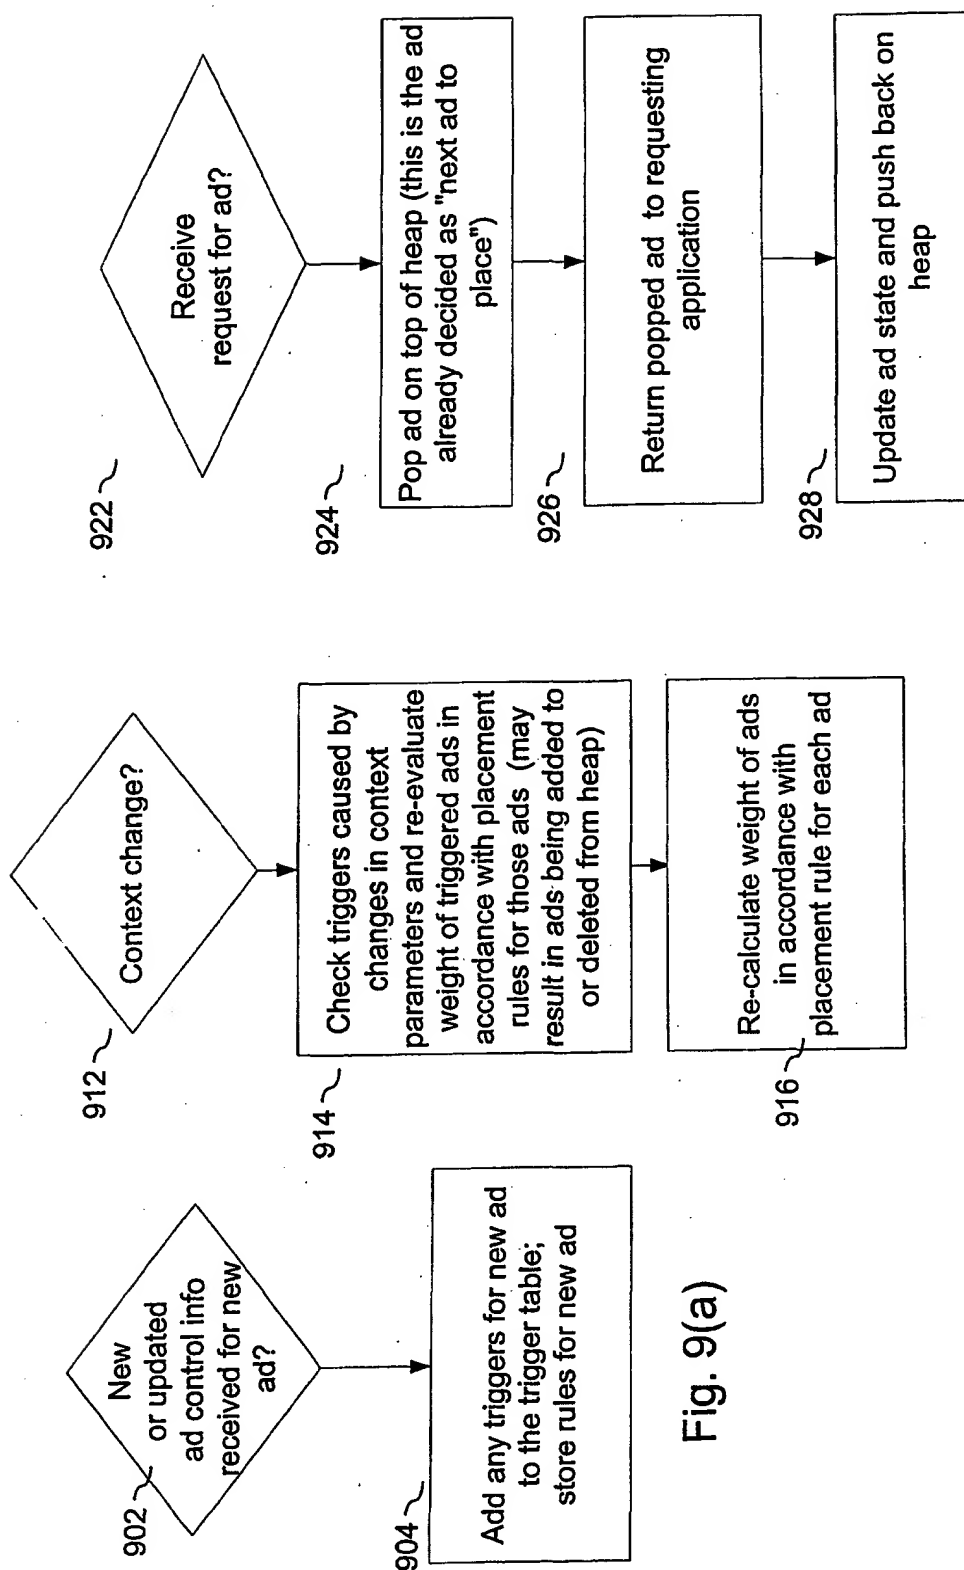 902
New
or updated
ad control info
received for new
ad?
904
Add any triggers for new ad
to the trigger table;
store rules for new ad
912
Context change?
914
Check triggers caused by
changes in context
parameters and re-evaluate
weight of triggered ads in
accordance with placement
rules for those ads (may
result in ads being added to
or deleted from heap)
916
Re-calculate weight of ads
in accordance with
placement rule for each ad
922
Receive
request for ad?
924
Pop ad on top of heap (this is the ad
already decided as "next ad to
place")
926
Return popped ad to requesting
application
928
Update ad state and push back on
heap
Fig. 9(a)